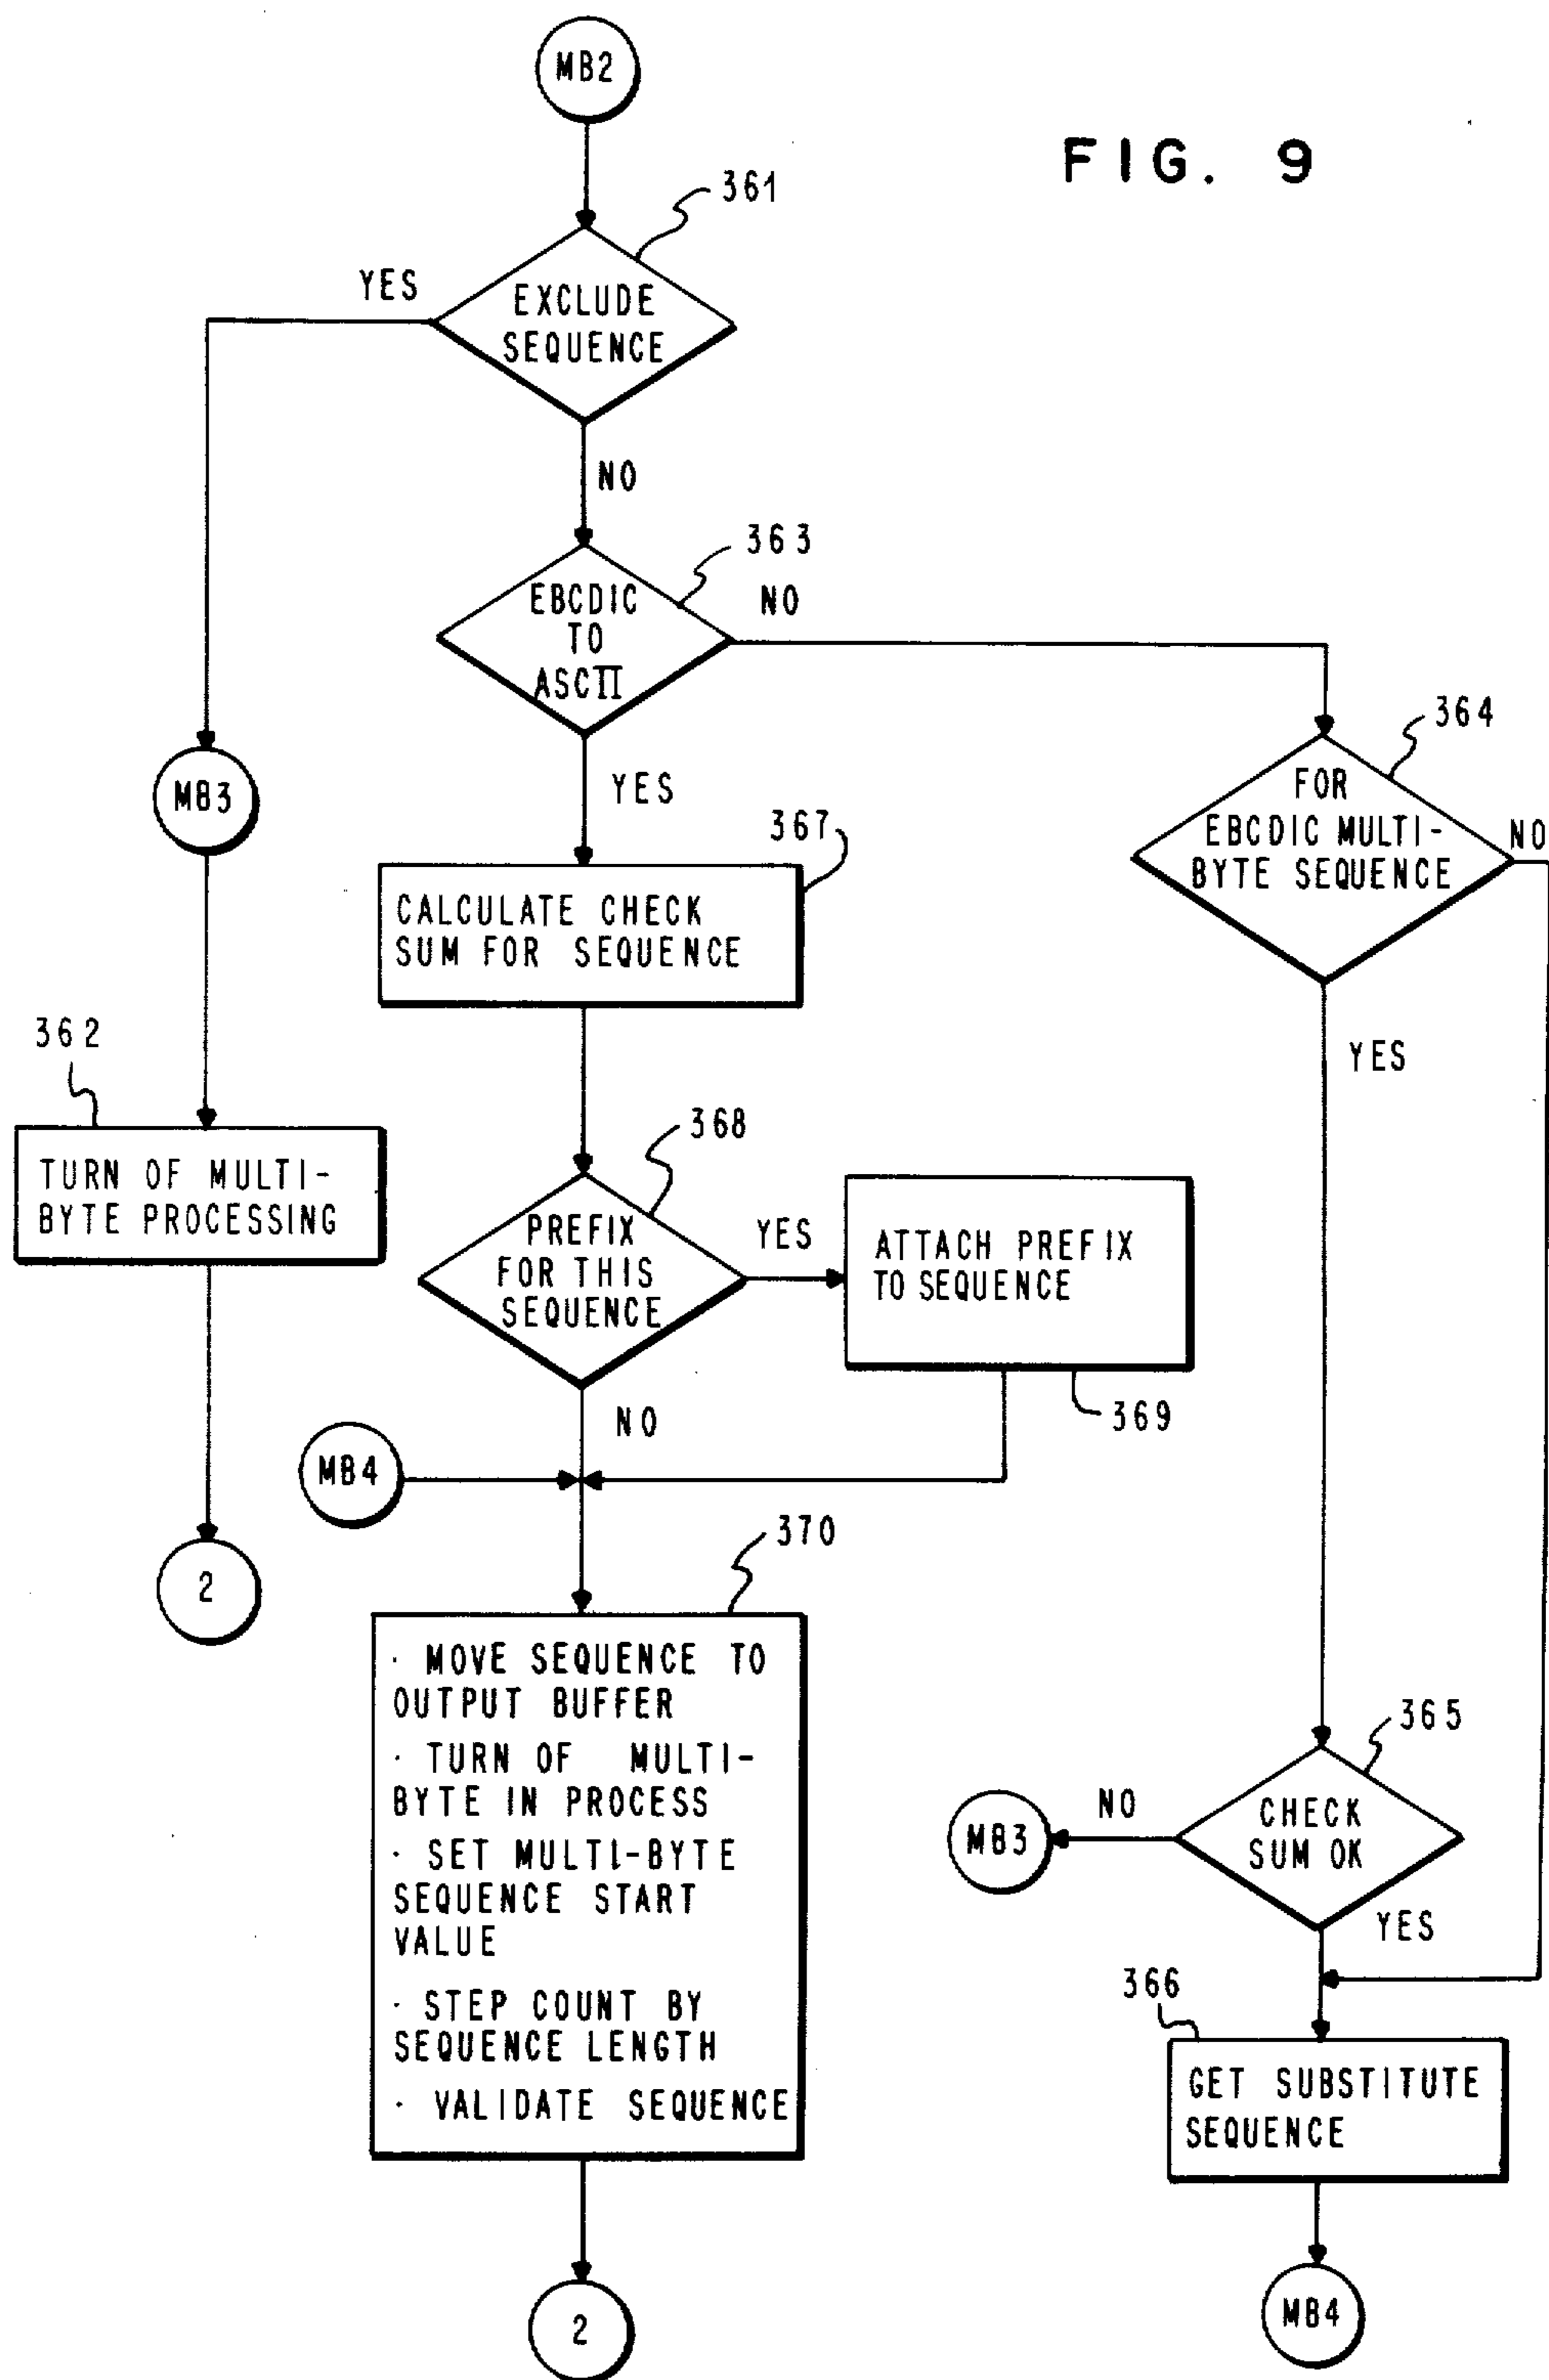 MB2
FIG. 9
361
YES
EXCLUDE
SEQUENCE
NO
363
EBCDIC
TO
ASCII
NO
364
FOR
EBCDIC MULTI-
BYTE SEQUENCE
NO
MB3
YES
367
CALCULATE CHECK
SUM FOR SEQUENCE
YES
362
TURN OF MULTI-
BYTE PROCESSING
368
PREFIX
FOR THIS
SEQUENCE
YES
ATTACH PREFIX
TO SEQUENCE
369
NO
MB4
2
370
· MOVE SEQUENCE TO
OUTPUT BUFFER
· TURN OF MULTI-
BYTE IN PROCESS
· SET MULTI-BYTE
SEQUENCE START
VALUE
· STEP COUNT BY
SEQUENCE LENGTH
· VALIDATE SEQUENCE
2
365
CHECK
SUM OK
NO
MB3
YES
366
GET SUBSTITUTE
SEQUENCE
MB4